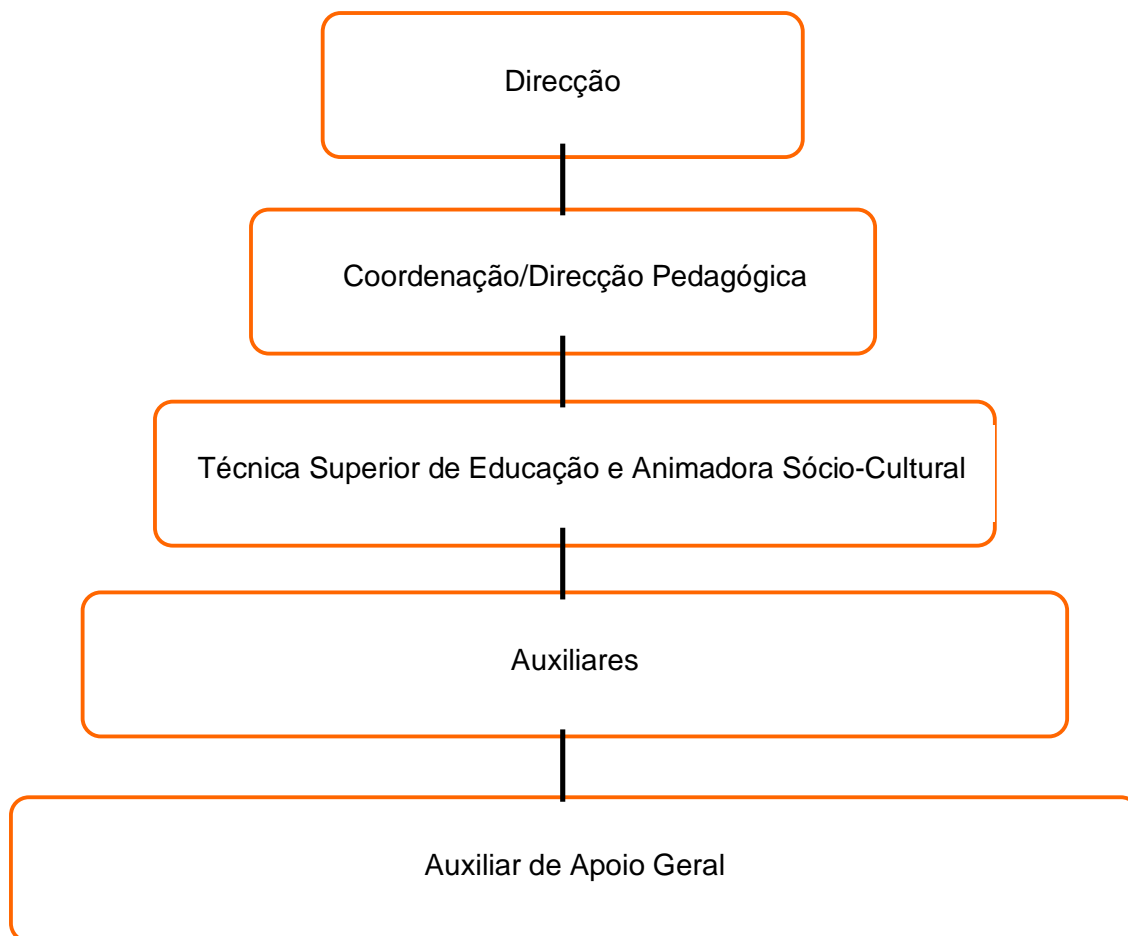 Direcção
Coordenação/Direcção Pedagógica
Técnica Superior de Educação e Animadora Sócio-Cultural
Auxiliares
Auxiliar de Apoio Geral